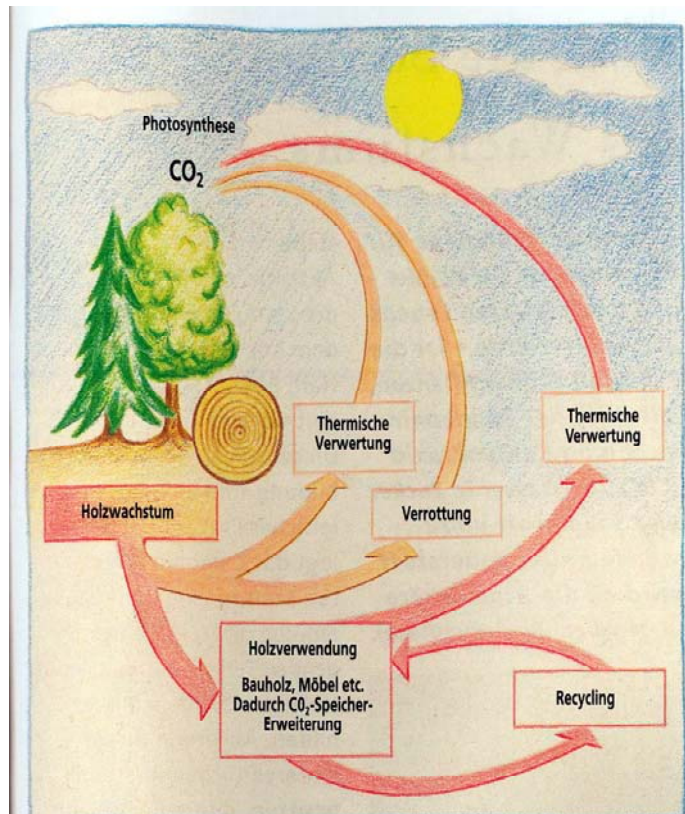 Photosynthese
CO₂
Thermische
Verwertung
Thermische
Verwertung
Holzwachstum
Verrottung
Holzverwendung
Bauholz, Möbel etc.
Dadurch CO₂-Speicher-
Erweiterung
Recycling